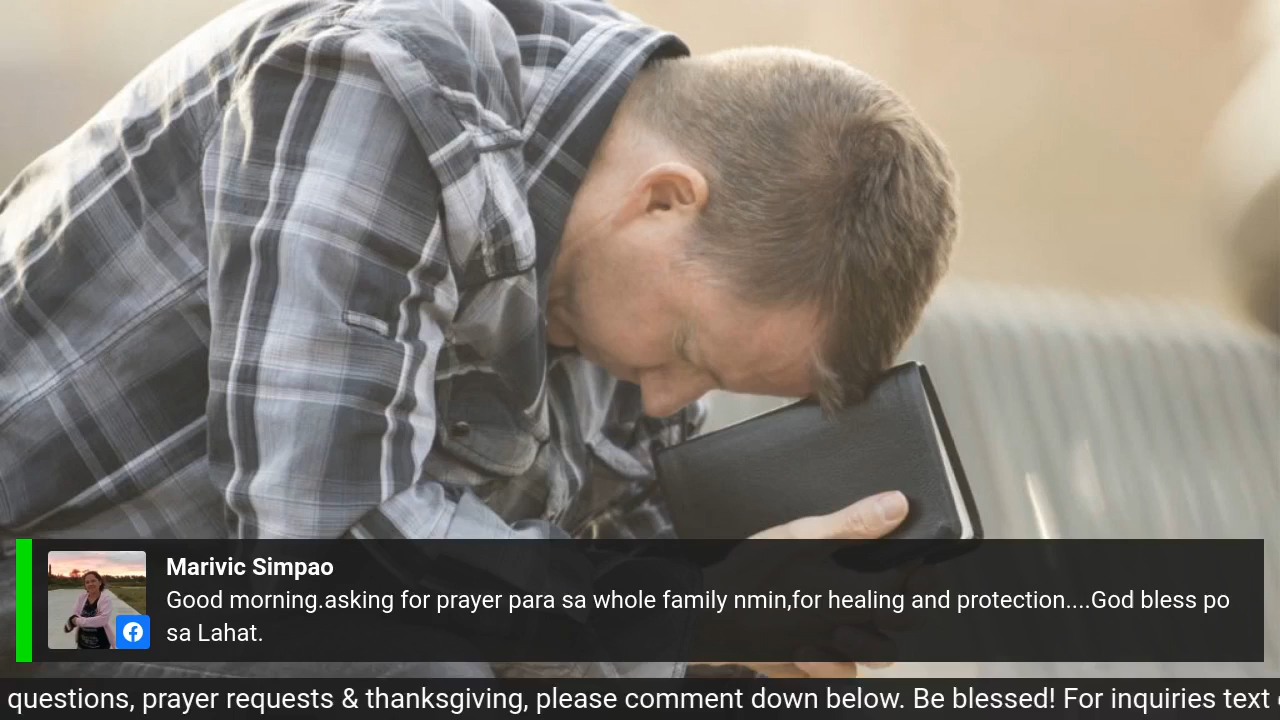 Marivic Simpao
Good morning.asking for prayer para sa whole family nmin,for healing and protection....God bless po
sa Lahat.
questions, prayer requests & thanksgiving, please comment down below. Be blessed! For inquiries text